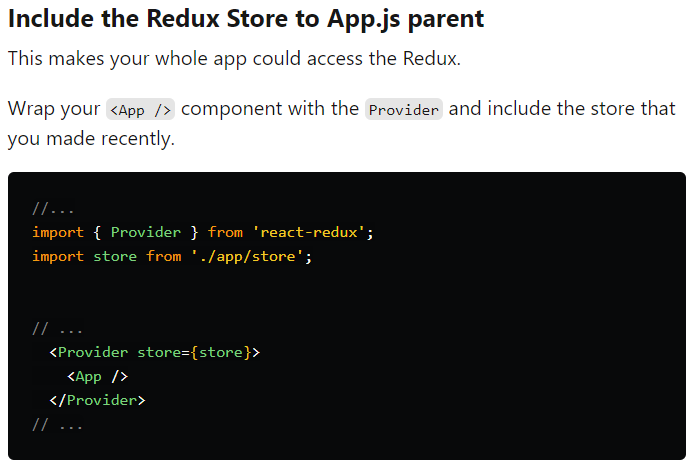 Include the Redux Store to App.js parent
This makes your whole app could access the Redux.
Wrap your <App /> component with the Provider and include the store that
you made recently.
//...
import { Provider } from 'react-redux';
import store from './app/store';
// ...
<Provider store={store}>
<App />
</Provider>
// ...